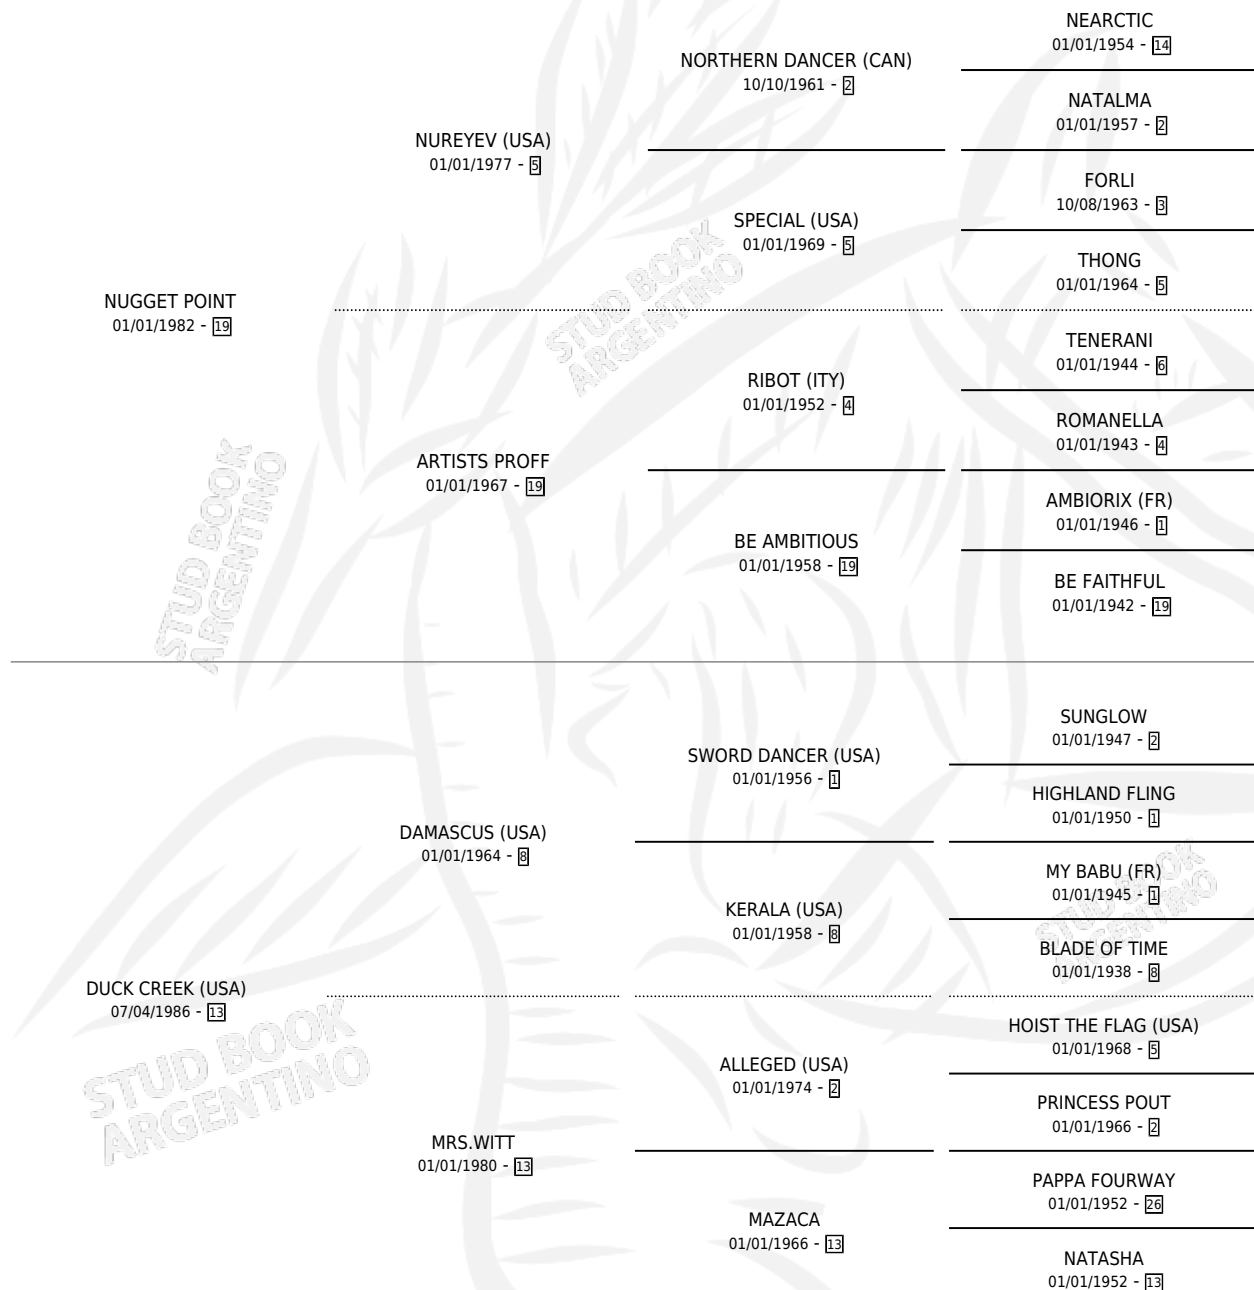 NUGGET POINT
01/01/1982 - 19
NUREYEV (USA)
01/01/1977 - 5
NORTHERN DANCER (CAN)
10/10/1961 - 2
NEARCTIC
01/01/1954 - 14
NATALMA
01/01/1957 - 2
SPECIAL (USA)
01/01/1969 - 5
FORLI
10/08/1963 - 3
THONG
01/01/1964 - 5
ARTISTS PROFF
01/01/1967 - 19
RIBOT (ITY)
01/01/1952 - 4
TENERANI
01/01/1944 - 6
ROMANELLA
01/01/1943 - 4
BE AMBITIOUS
01/01/1958 - 19
AMBIORIX (FR)
01/01/1946 - 1
BE FAITHFUL
01/01/1942 - 19
DUCK CREEK (USA)
07/04/1986 - 13
DAMASCUS (USA)
01/01/1964 - 8
SWORD DANCER (USA)
01/01/1956 - 1
SUNGLOW
01/01/1947 - 2
HIGHLAND FLING
01/01/1950 - 1
KERALA (USA)
01/01/1958 - 8
MY BABU (FR)
01/01/1945 - 1
BLADE OF TIME
01/01/1938 - 8
MRS.WITT
01/01/1980 - 13
ALLEGED (USA)
01/01/1974 - 2
HOIST THE FLAG (USA)
01/01/1968 - 5
PRINCESS POUT
01/01/1966 - 2
MAZACA
01/01/1966 - 13
PAPPA FOURWAY
01/01/1952 - 26
NATASHA
01/01/1952 - 13
STUD BOOK
ARGENTINO
STUD BOOK
ARGENTINO
STUD BOOK
ARGENTINO
STUD BOOK
ARGENTINO